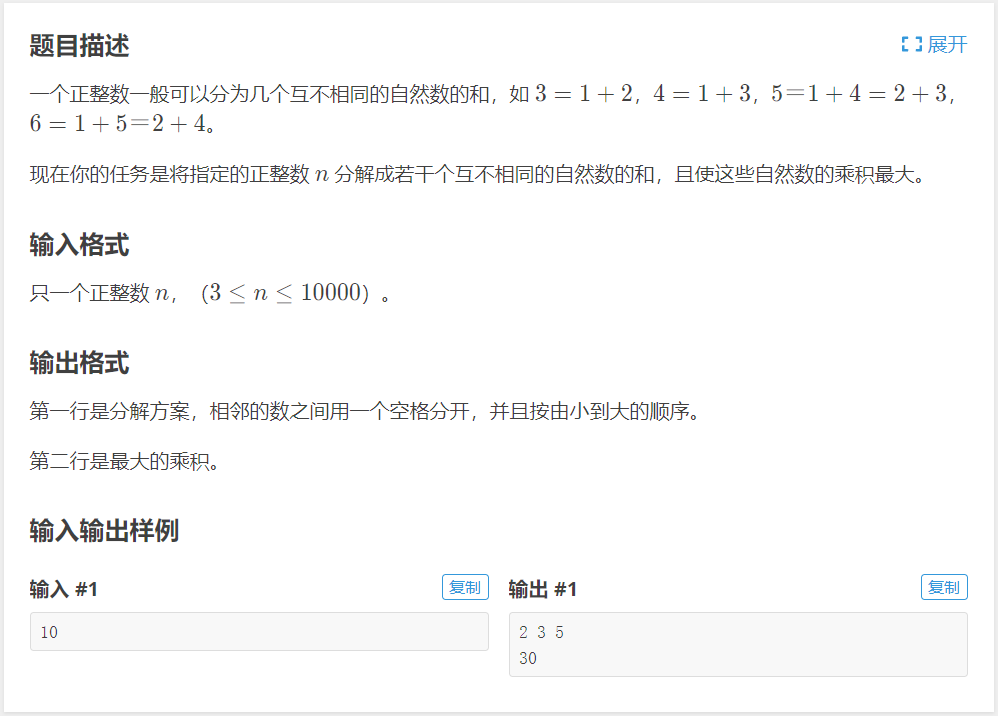 题目描述
展开
一个正整数一般可以分为几个互不相同的自然数的和，如 3 = 1 + 2，4 = 1 + 3，5＝1 + 4 = 2 + 3，
6 = 1 + 5＝2 + 4。
现在你的任务是将指定的正整数 n 分解成若干个互不相同的自然数的和，且使这些自然数的乘积最大。
输入格式
只一个正整数 n，（3 ≤ n ≤ 10000）。
输出格式
第一行是分解方案，相邻的数之间用一个空格分开，并且按由小到大的顺序。
第二行是最大的乘积。
输入输出样例
输入 #1
复制
10
输出 #1
复制
2 3 5
30